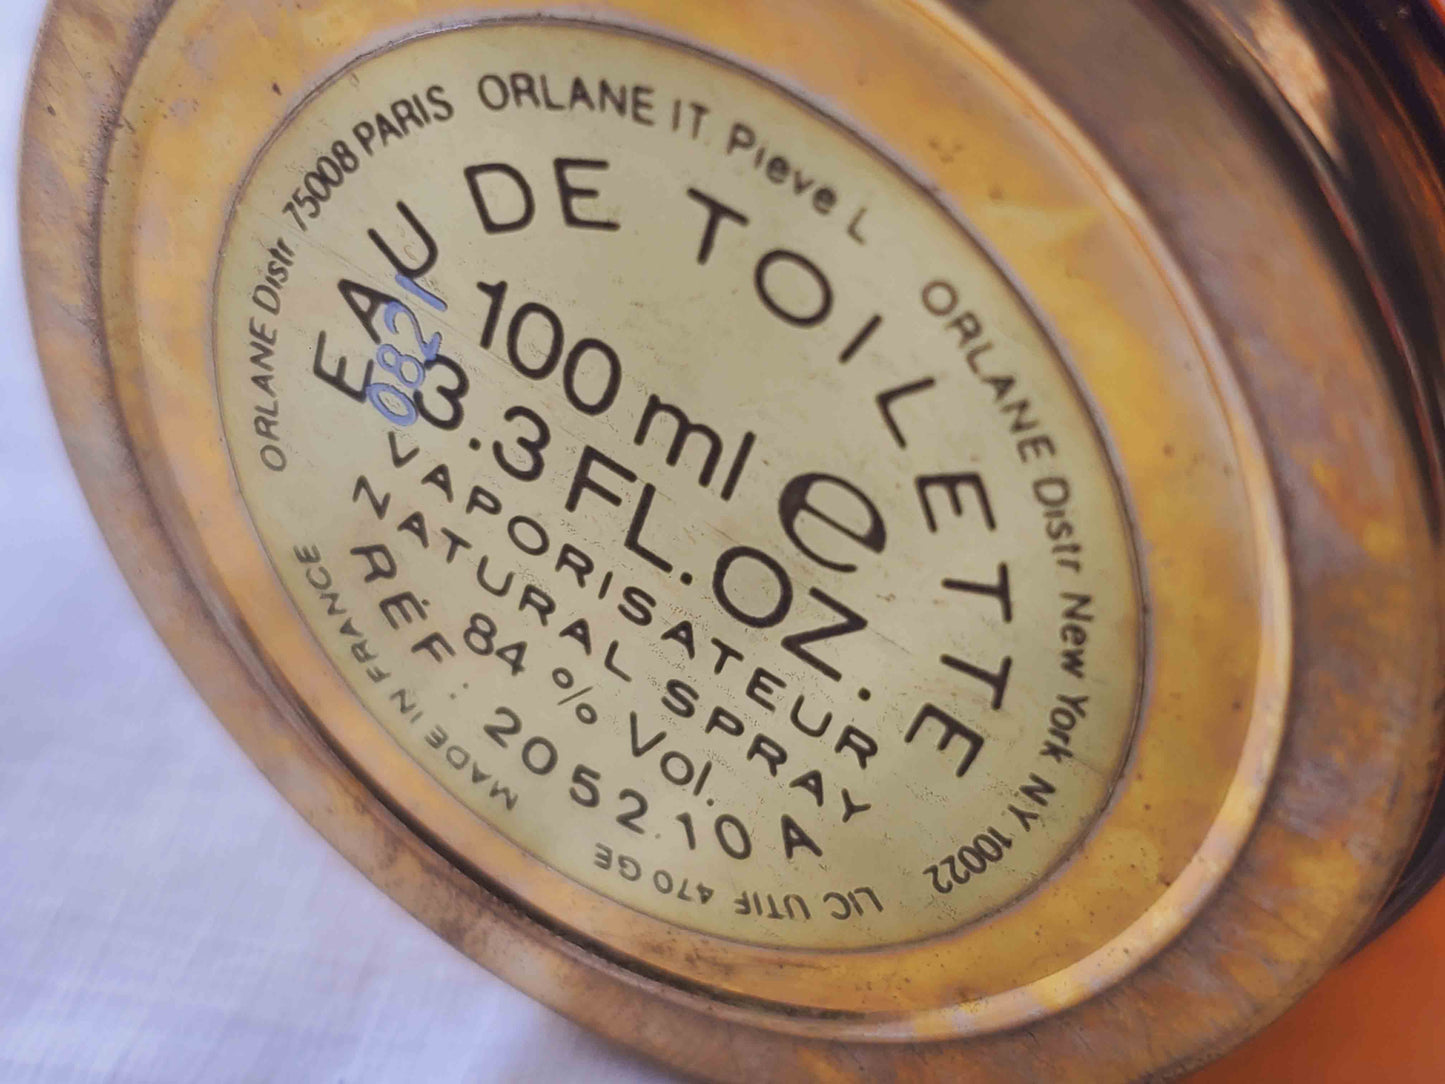 ORLANE Distr. 75008 PARIS ORLANE IT. Pieve L ORLANE Distr New York N.Y. 10022
EAU DE TOILETTE
0821
100 ml e
3.3 FL.OZ.
VAPORISATEUR
NATURAL SPRAY
84 % Vol.
RÉF : 2052.10 A
MADE IN FRANCE
LIC UTIF 470 GE